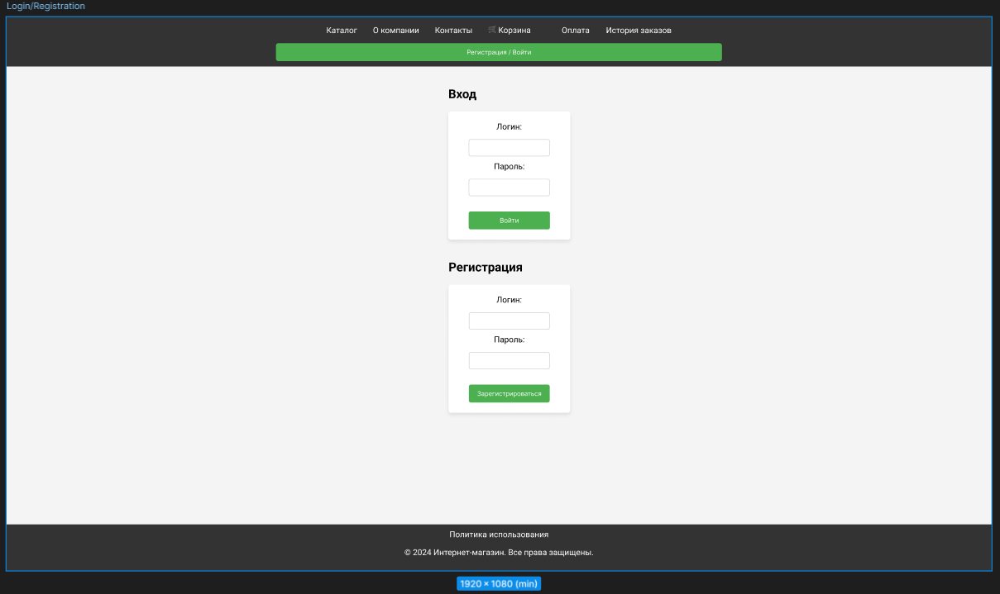 Login/Registration
Каталог О компании Контакты 🛒 Корзина Оплата История заказов
Регистрация / Войти
Вход
Логин:
Пароль:
Войти
Регистрация
Логин:
Пароль:
Зарегистрироваться
Политика использования
© 2024 Интернет-магазин. Все права защищены.
1920 × 1080 (min)